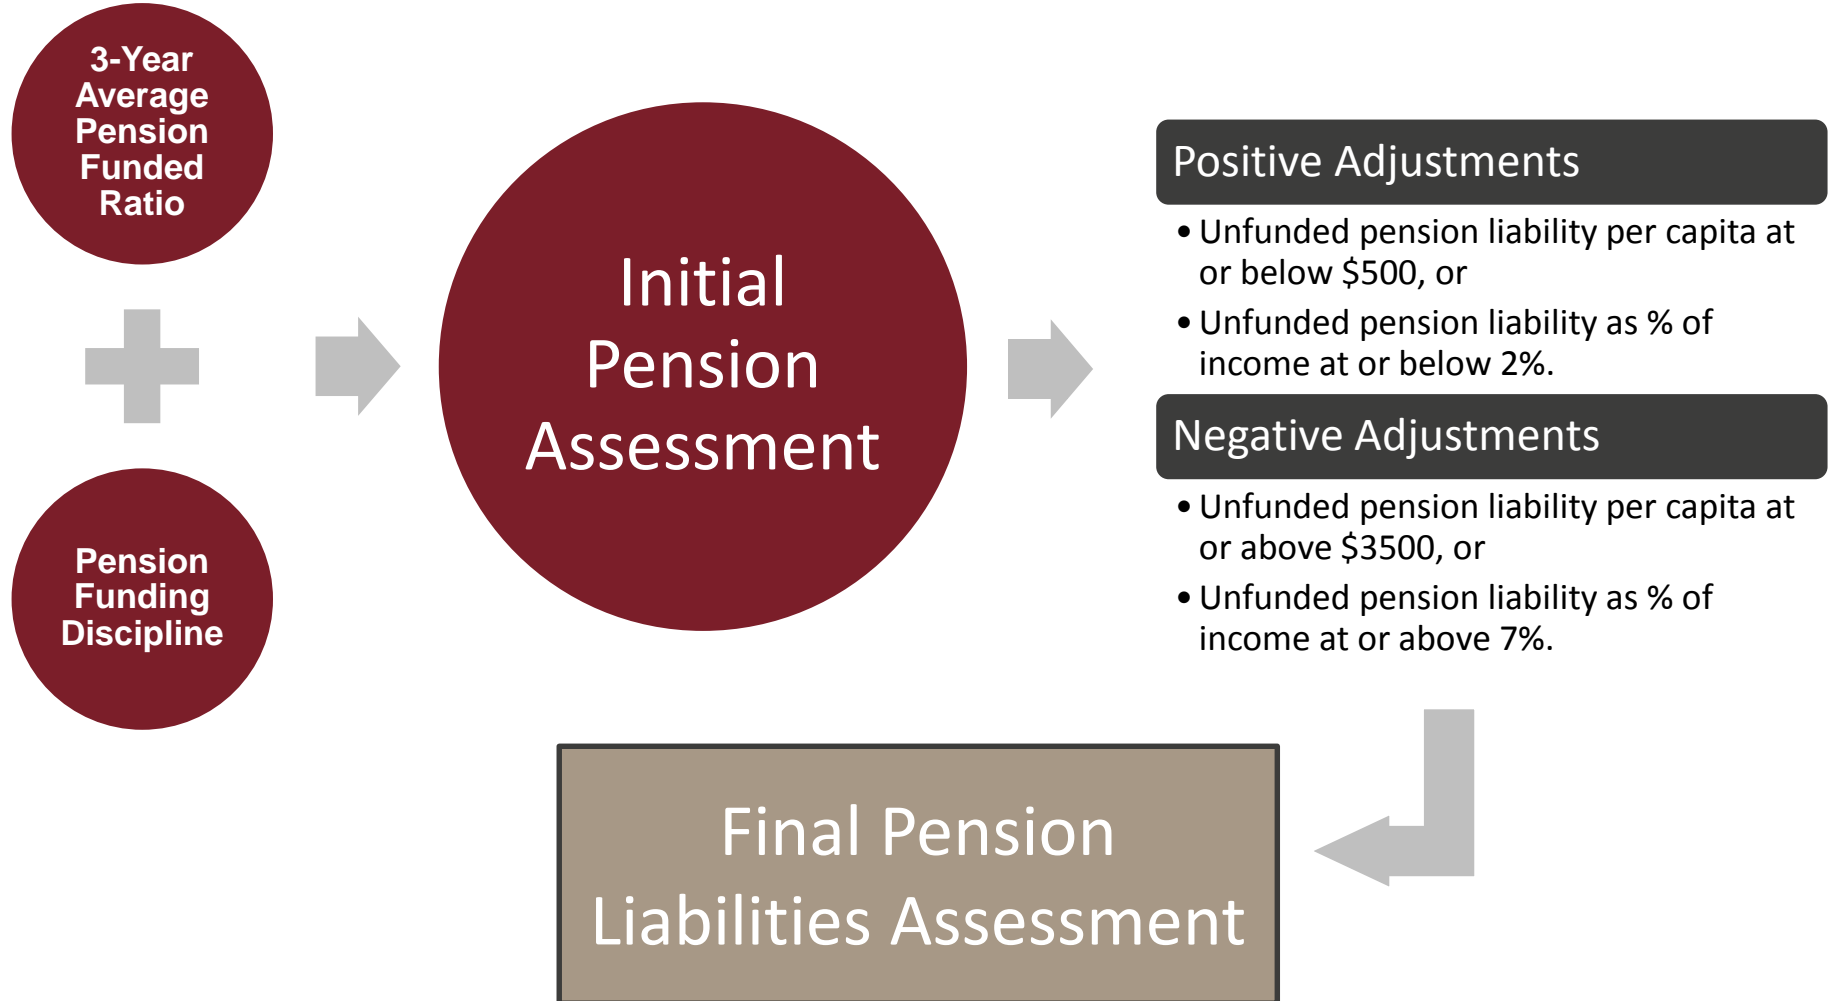 3-Year
Average
Pension
Funded
Ratio
Pension
Funding
Discipline
Initial
Pension
Assessment
Positive Adjustments
• Unfunded pension liability per capita at
or below $500, or
• Unfunded pension liability as % of
income at or below 2%.
Negative Adjustments
• Unfunded pension liability per capita at
or above $3500, or
• Unfunded pension liability as % of
income at or above 7%.
Final Pension
Liabilities Assessment